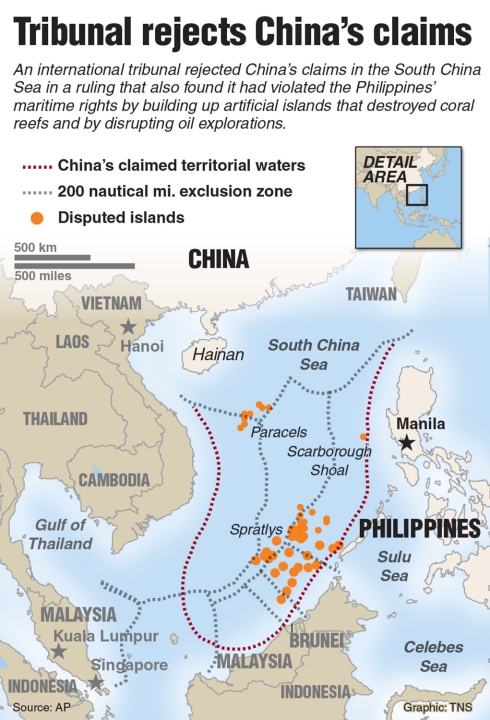 Tribunal rejects China’s claims
An international tribunal rejected China’s claims in the South China
Sea in a ruling that also found it had violated the Philippines’
maritime rights by building up artificial islands that destroyed coral
reefs and by disrupting oil explorations.
China’s claimed territorial waters
200 nautical mi. exclusion zone
Disputed islands
DETAIL
AREA
500 km
500 miles
CHINA
TAIWAN
VIETNAM
Hanoi
LAOS
Hainan
South China
Sea
THAILAND
Manila
Paracels
Scarborough
Shoal
CAMBODIA
Gulf of
Thailand
Spratlys
PHILIPPINES
Sulu
Sea
MALAYSIA
Kuala Lumpur
Singapore
BRUNEI
MALAYSIA
Celebes
Sea
INDONESIA
INDONESIA
Source: AP
Graphic: TNS